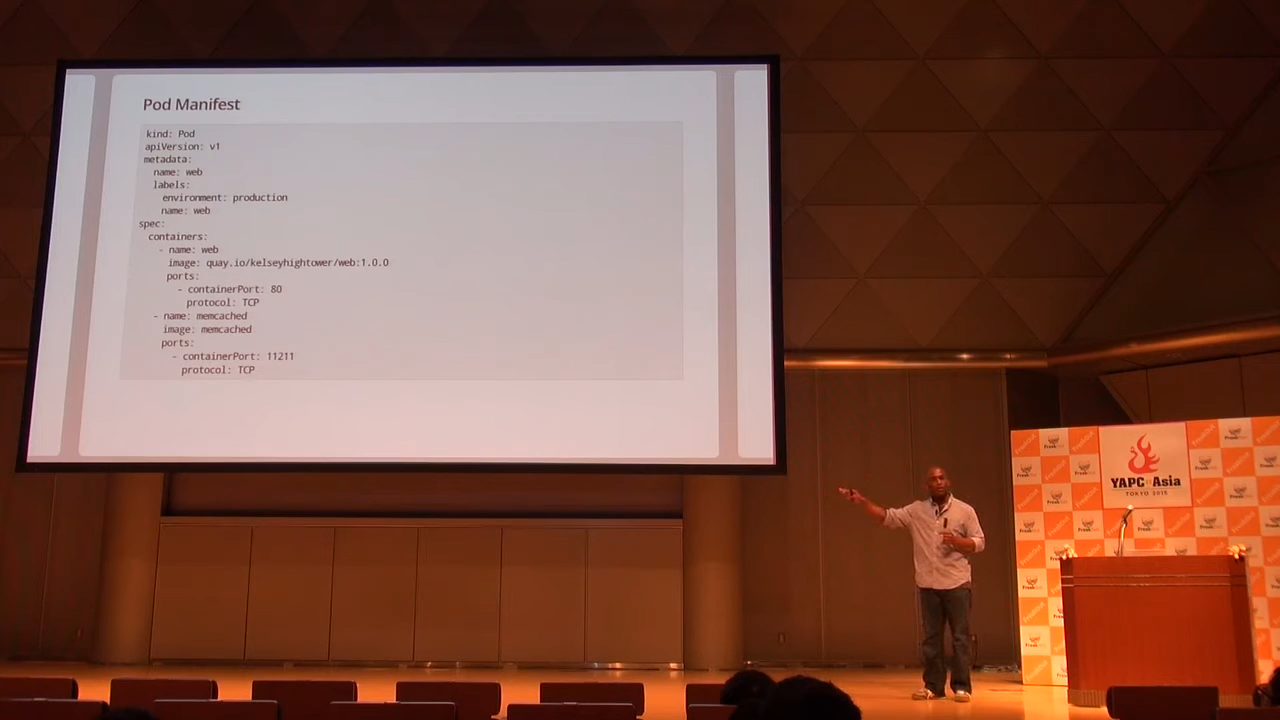 Pod Manifest
kind: Pod
apiVersion: v1
metadata:
name: web
labels:
environment: production
name: web
spec:
containers:
- name: web
image: quay.io/kelseyhightower/web:1.0.0
ports:
- containerPort: 80
protocol: TCP
- name: memcached
image: memcached
ports:
- containerPort: 11211
protocol: TCP
YAPC::Asia
TOKYO 2015